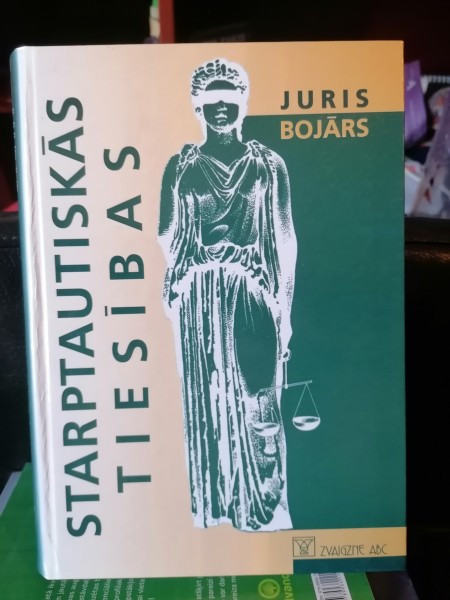 JURIS
BOJĀRS
STARPTAUTISKĀS
TIESĪBAS
ZVAIGZNE ABC